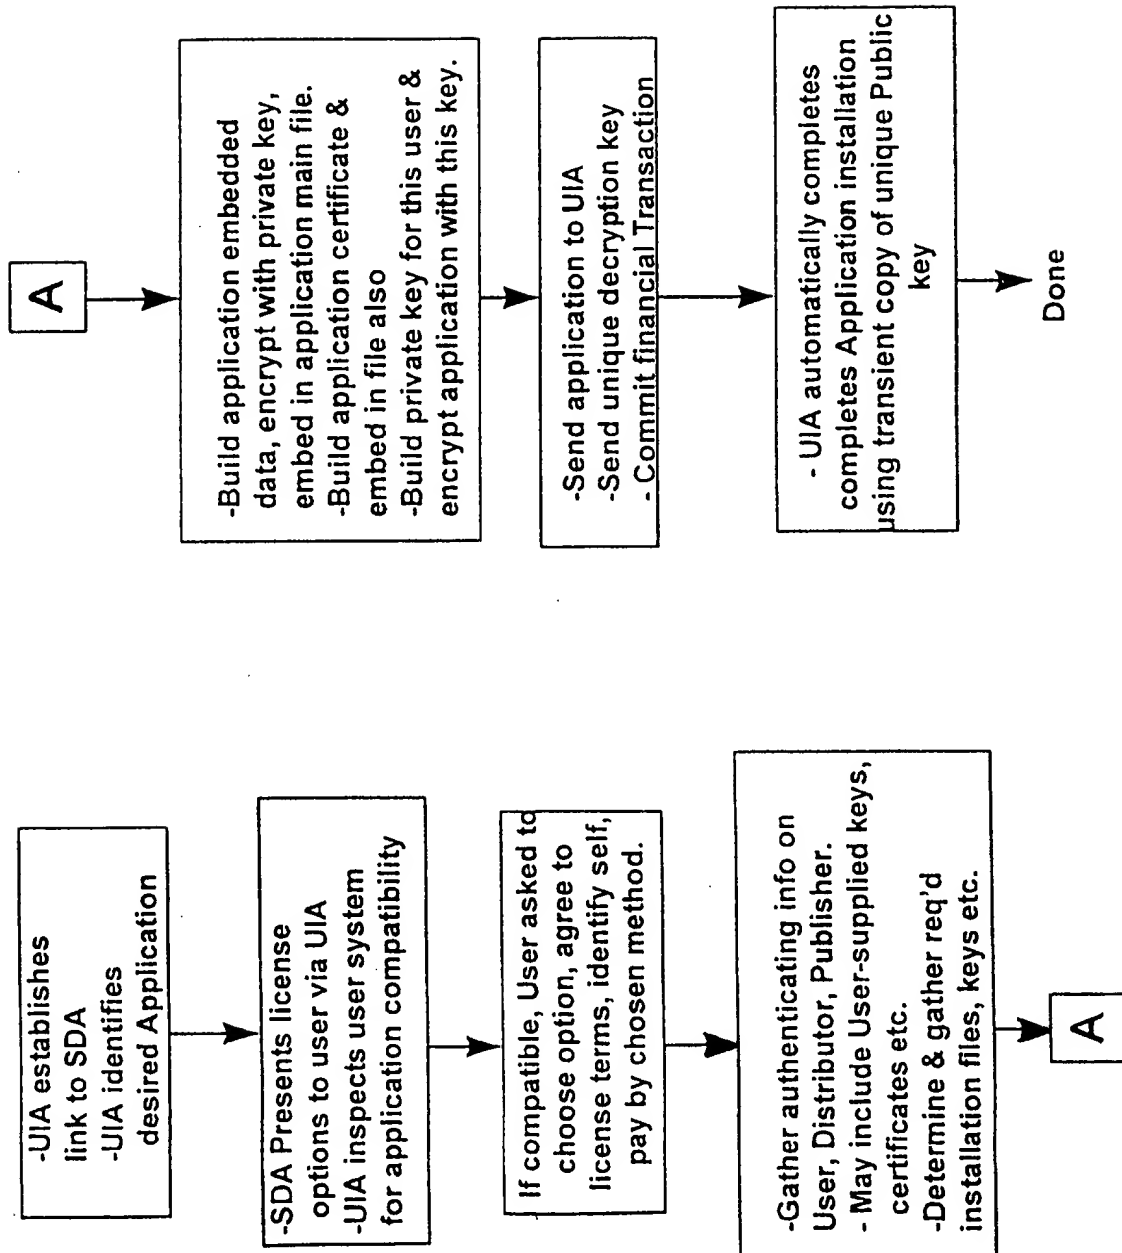 -UIA establishes
link to SDA
-UIA identifies
desired Application
-SDA Presents license
options to user via UIA
-UIA inspects user system
for application compatibility
If compatible, User asked to
choose option, agree to
license terms, identify self,
pay by chosen method.
-Gather authenticating info on
User, Distributor, Publisher.
- May include User-supplied keys,
certificates etc.
-Determine & gather req'd
installation files, keys etc.
A
A
-Build application embedded
data, encrypt with private key,
embed in application main file.
-Build application certificate &
embed in file also
-Build private key for this user &
encrypt application with this key.
-Send application to UIA
-Send unique decryption key
- Commit financial Transaction
- UIA automatically completes
completes Application installation
using transient copy of unique Public
key
Done